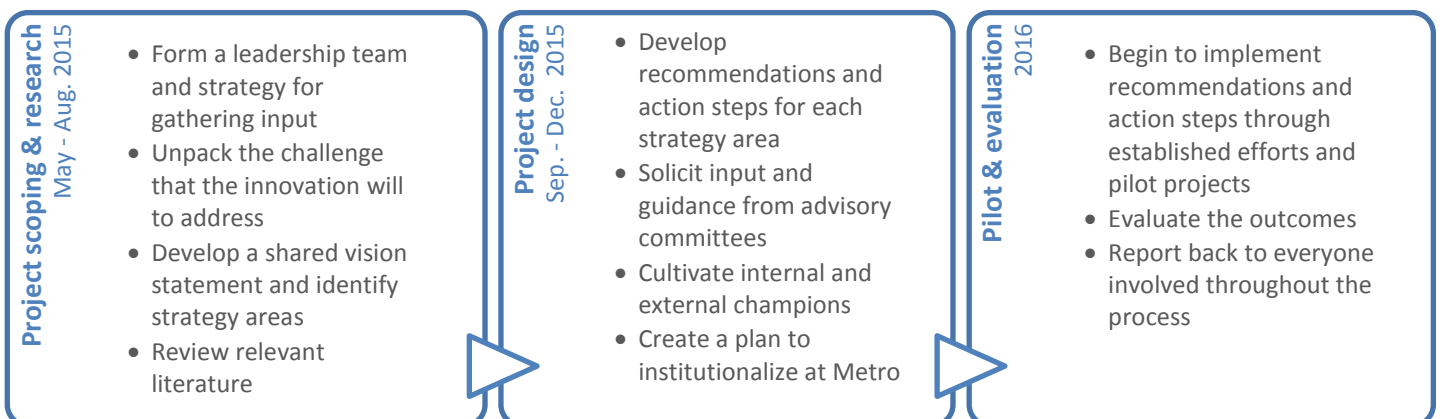 Project scoping & research
May - Aug. 2015
• Form a leadership team
and strategy for
gathering input
• Unpack the challenge
that the innovation will
to address
• Develop a shared vision
statement and identify
strategy areas
• Review relevant
literature
Project design
Sep. - Dec. 2015
• Develop
recommendations and
action steps for each
strategy area
• Solicit input and
guidance from advisory
committees
• Cultivate internal and
external champions
• Create a plan to
institutionalize at Metro
Pilot & evaluation
2016
• Begin to implement
recommendations and
action steps through
established efforts and
pilot projects
• Evaluate the outcomes
• Report back to everyone
involved throughout the
process